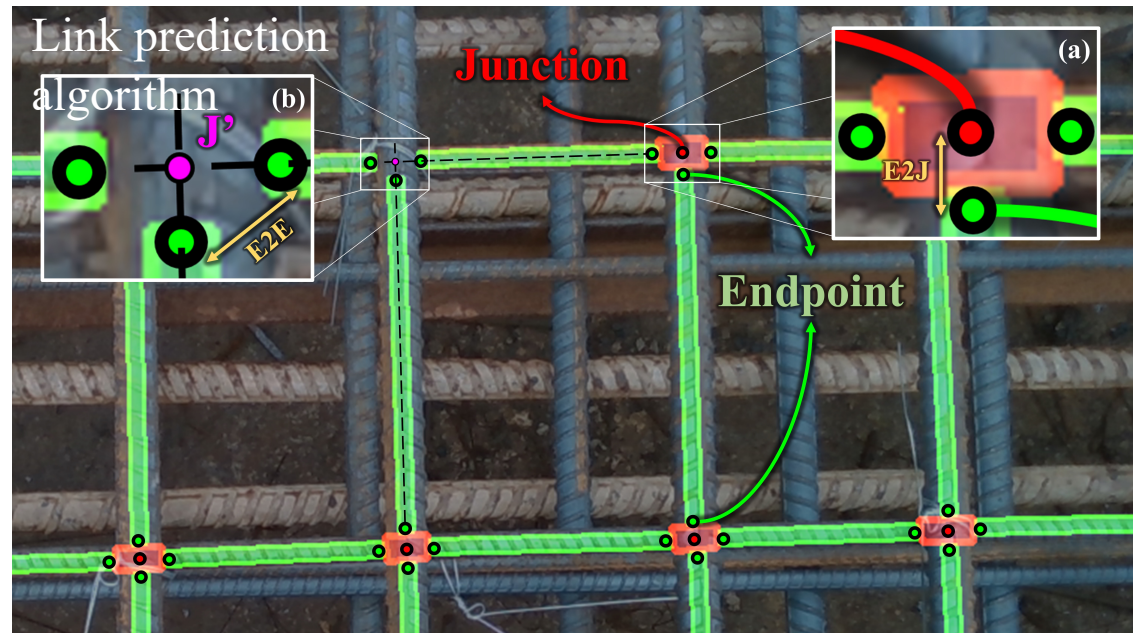 Link prediction
algorithm
(b)
J’
E2E
Junction
(a)
E2J
Endpoint